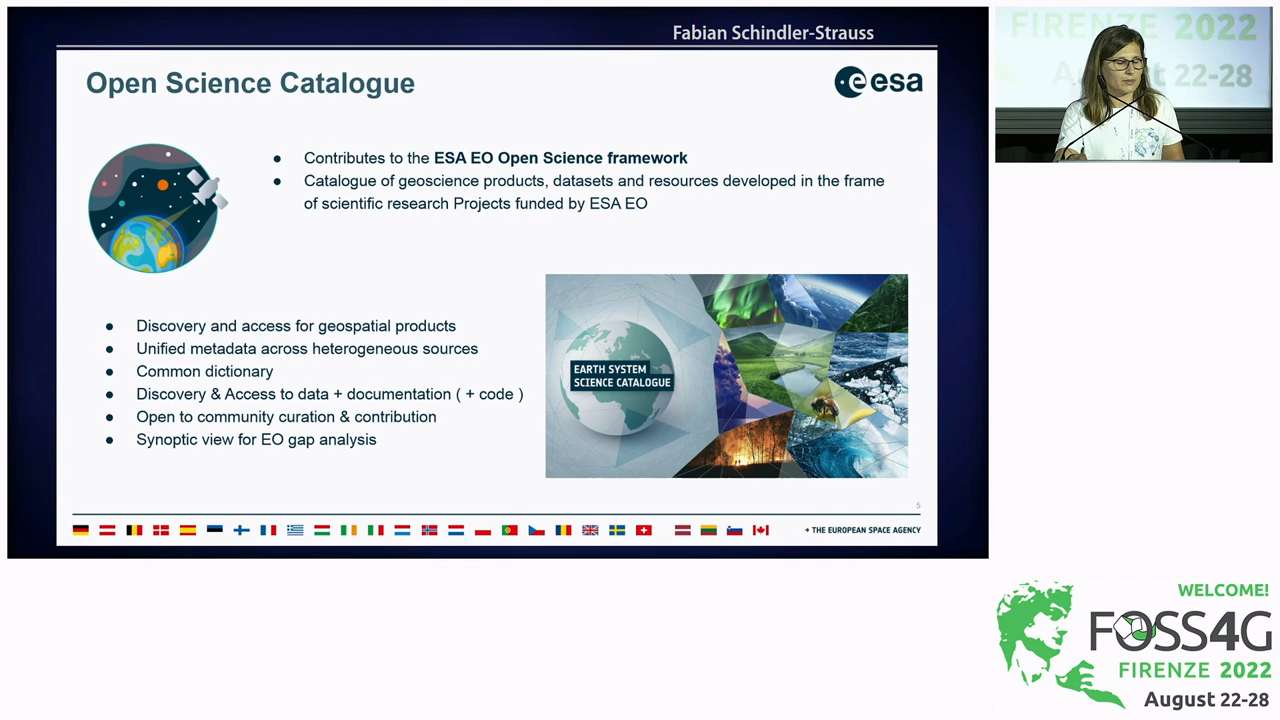 Fabian Schindler-Strauss
Open Science Catalogue
esa
● Contributes to the ESA EO Open Science framework
● Catalogue of geoscience products, datasets and resources developed in the frame
of scientific research Projects funded by ESA EO
● Discovery and access for geospatial products
● Unified metadata across heterogeneous sources
● Common dictionary
● Discovery & Access to data + documentation ( + code )
● Open to community curation & contribution
● Synoptic view for EO gap analysis
EARTH SYSTEM
SCIENCE CATALOGUE
5
→ THE EUROPEAN SPACE AGENCY
FIRENZE 2022
August 22-28
WELCOME!
FOSS4G
FIRENZE 2022
August 22-28